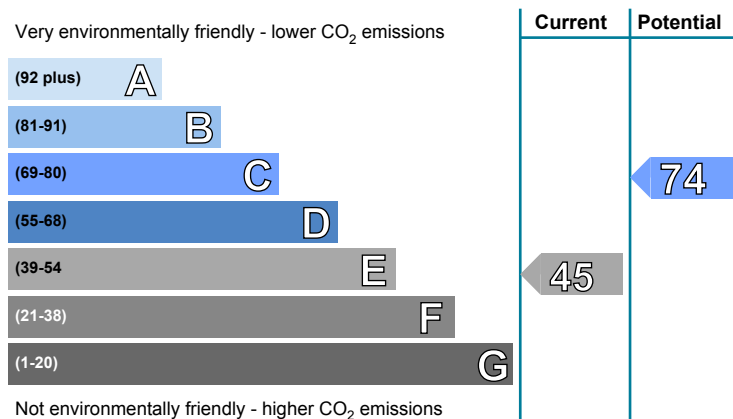 Very environmentally friendly - lower CO₂ emissions
Current
Potential
(92 plus) A
(81-91) B
(69-80) C
74
(55-68) D
(39-54 E
45
(21-38) F
(1-20) G
Not environmentally friendly - higher CO₂ emissions